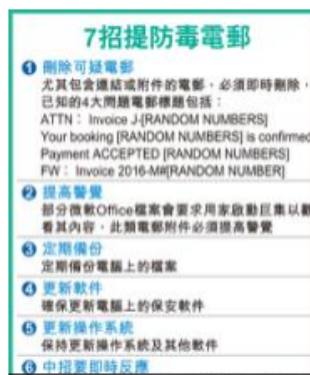 7招提防毒電郵
❶ 刪除可疑電郵
尤其包含連結或附件的電郵,必須即時刪除,
已知的4大問題電郵標題包括:
ATTN: Invoice J-[RANDOM NUMBERS]
Your booking [RANDOM NUMBERS] is confirmed
Payment ACCEPTED [RANDOM NUMBERS]
FW: Invoice 2016-M#[RANDOM NUMBER]
❷ 提高警覺
部分微軟Office檔案會要求用家啟動巨集以觀
看其內容,此類電郵附件必須提高警覺
❸ 定期備份
定期備份電腦上的檔案
❹ 更新軟件
確保更新電腦上的保安軟件
❺ 更新操作系統
保持更新操作系統及其他軟件
❻ 中招要即時反應